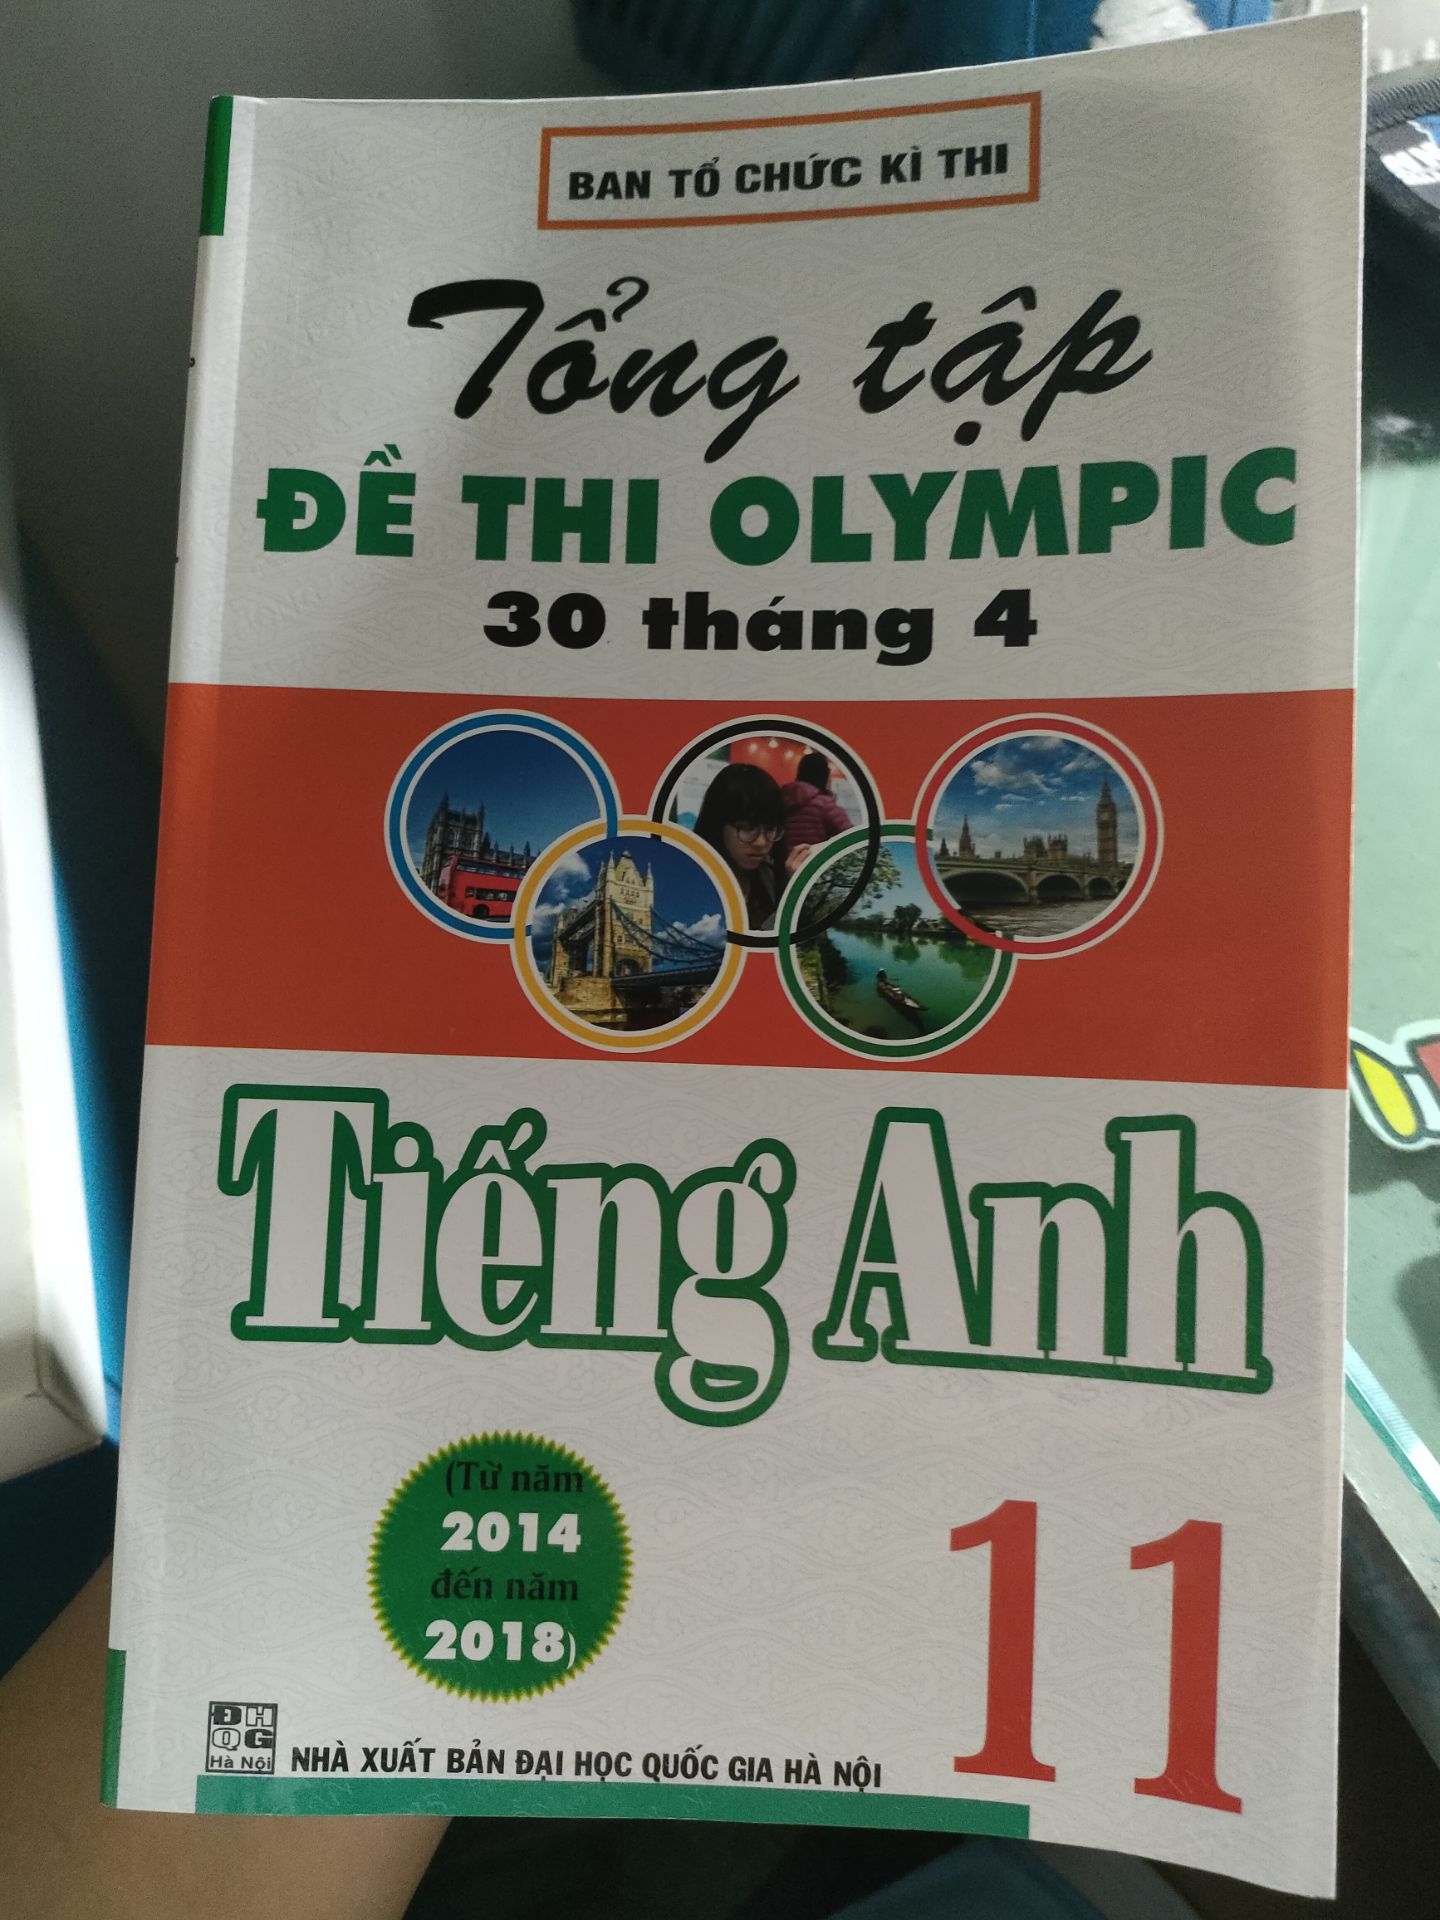 BAN TỔ CHỨC KÌ THI
Tổng tập
ĐỀ THI OLYMPIC
30 tháng 4
Tiếng Anh
(Từ năm
2014
đến năm
2018)
11
ĐH
QG
Hà Nội
NHÀ XUẤT BẢN ĐẠI HỌC QUỐC GIA HÀ NỘI